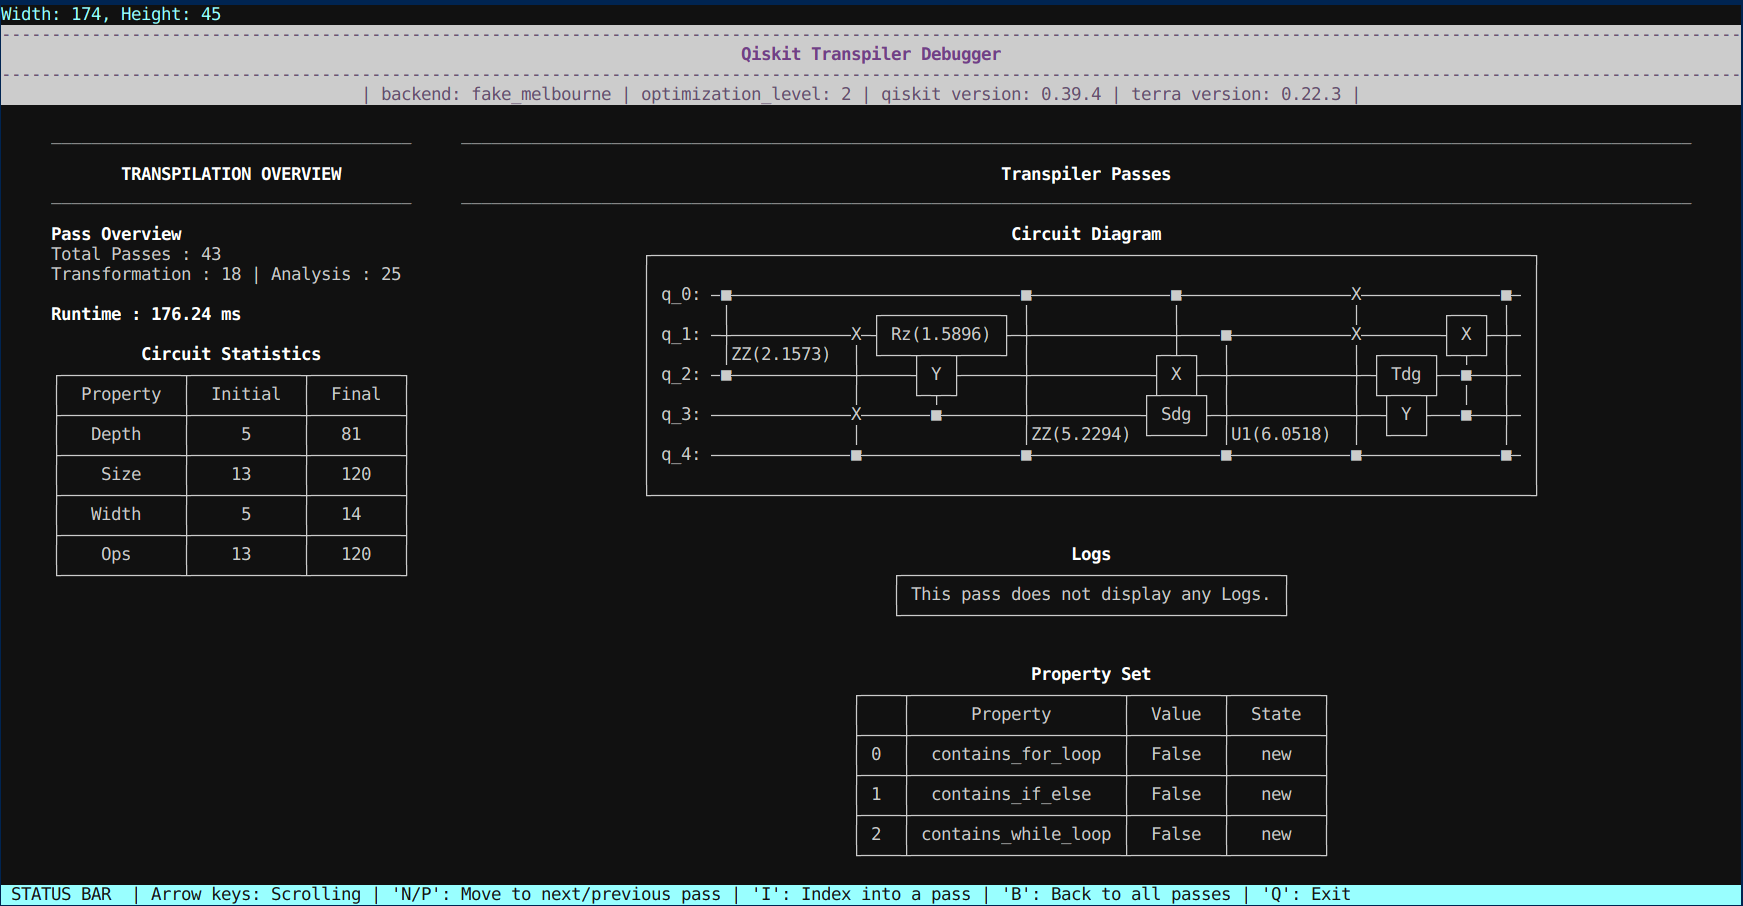 Width: 174, Height: 45
Qiskit Transpiler Debugger
| backend: fake_melbourne | optimization_level: 2 | qiskit version: 0.39.4 | terra version: 0.22.3 |
TRANSPILATION OVERVIEW
Pass Overview
Total Passes : 43
Transformation : 18 | Analysis : 25
Runtime : 176.24 ms
Circuit Statistics
Property Initial Final
Depth 5 81
Size 13 120
Width 5 14
Ops 13 120
Transpiler Passes
Circuit Diagram
q_0: X
q_1: X Rz(1.5896) X X
ZZ(2.1573)
q_2: Y X Tdg
q_3: X Sdg Y
ZZ(5.2294) U1(6.0518)
q_4:
Logs
This pass does not display any Logs.
Property Set
Property Value State
0 contains_for_loop False new
1 contains_if_else False new
2 contains_while_loop False new
STATUS BAR | Arrow keys: Scrolling | 'N/P': Move to next/previous pass | 'I': Index into a pass | 'B': Back to all passes | 'Q': Exit